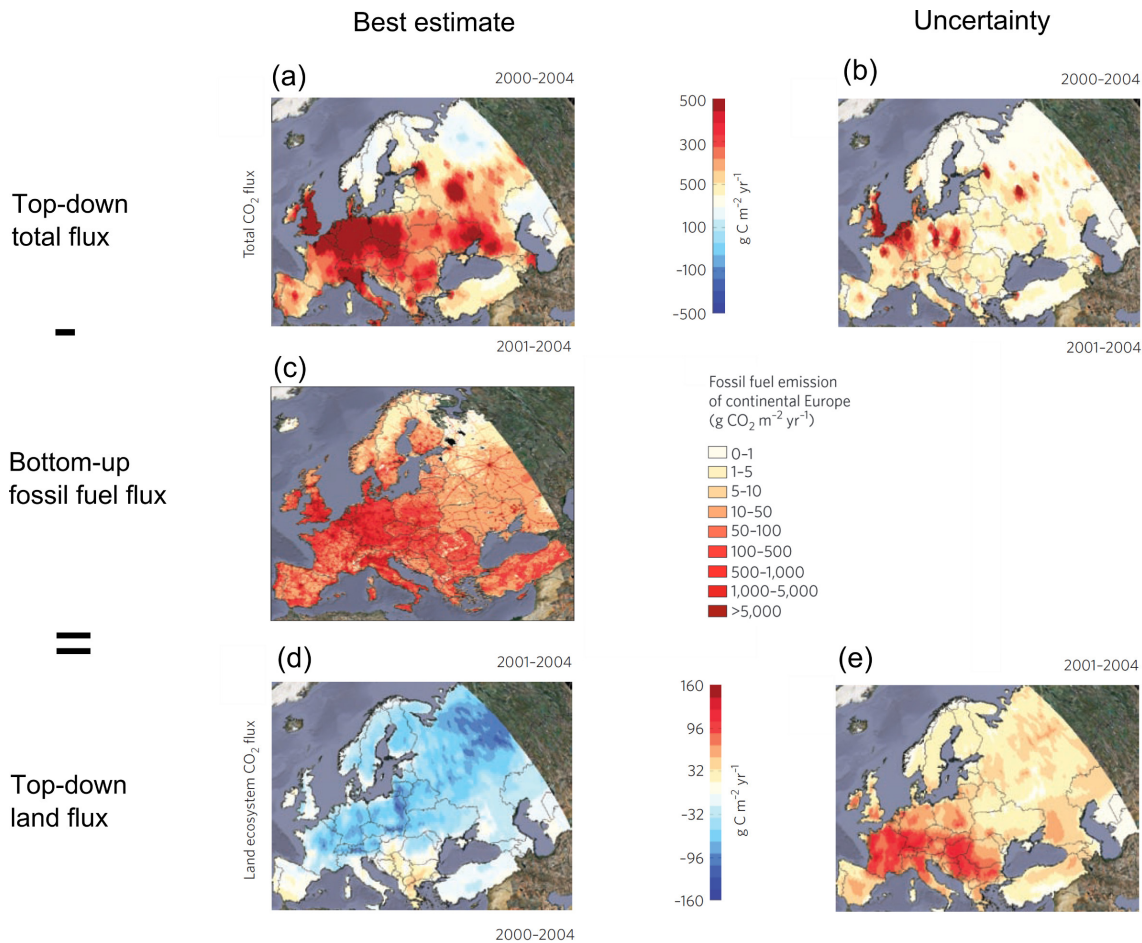 Best estimate
Uncertainty
(a)
2000–2004
(b)
2000–2004
Top-down
total flux
Total CO2 flux
500
300
500
100
-100
-300
-500
g C m−2 yr−1
-
2001–2004
2001–2004
(c)
Bottom-up
fossil fuel flux
Fossil fuel emission
of continental Europe
(g CO2 m−2 yr−1)
0–1
1–5
5–10
10–50
50–100
100–500
500–1,000
1,000–5,000
>5,000
=
(d)
2001–2004
(e)
2001–2004
Top-down
land flux
Land ecosystem CO2 flux
160
96
32
-32
-96
-160
g C m−2 yr−1
2000–2004